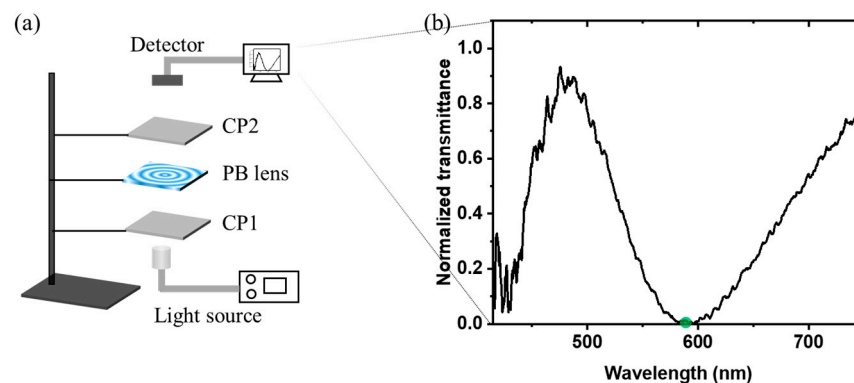 (a)
Detector
CP2
PB lens
CP1
Light source
(b)
Normalized transmittance
1.0
0.8
0.6
0.4
0.2
0.0
500 600 700
Wavelength (nm)